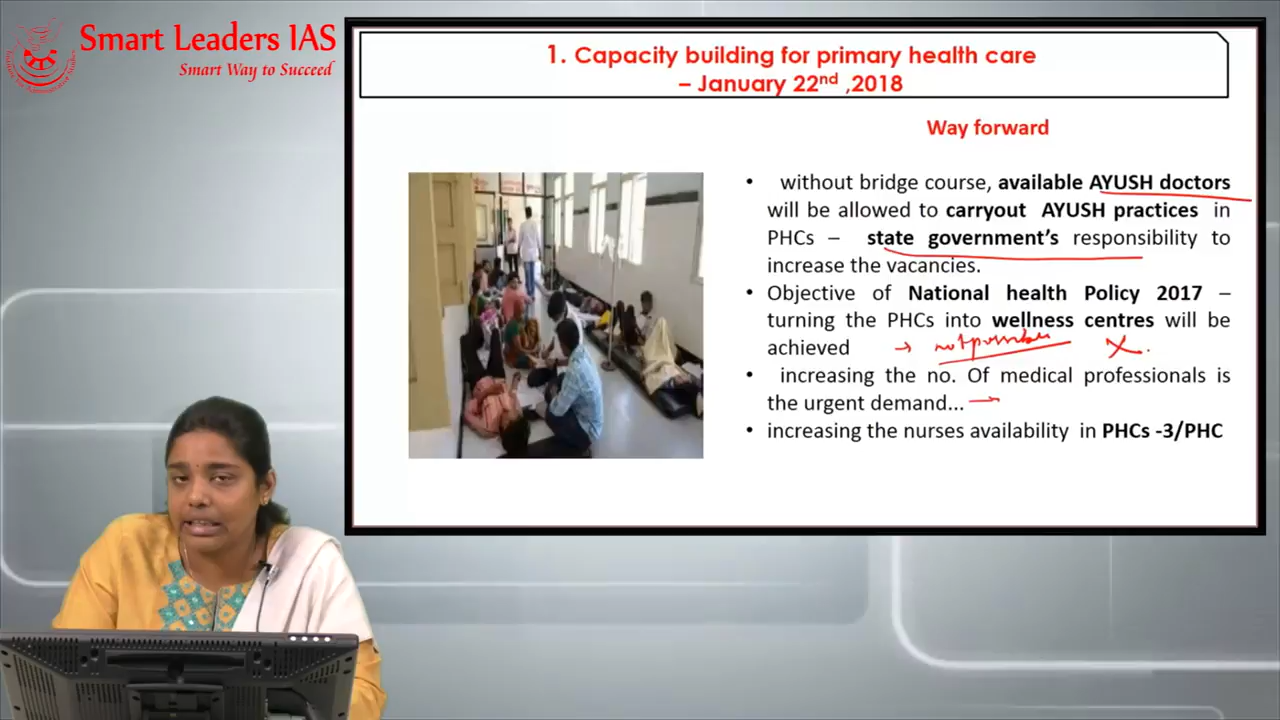 Smart Leaders IAS
Smart Way to Succeed
1. Capacity building for primary health care
– January 22nd ,2018
Way forward
• without bridge course, available AYUSH doctors
will be allowed to carryout AYUSH practices in
PHCs – state government's responsibility to
increase the vacancies.
• Objective of National health Policy 2017 –
turning the PHCs into wellness centres will be
achieved → not possible X.
• increasing the no. Of medical professionals is
the urgent demand... →
• increasing the nurses availability in PHCs -3/PHC